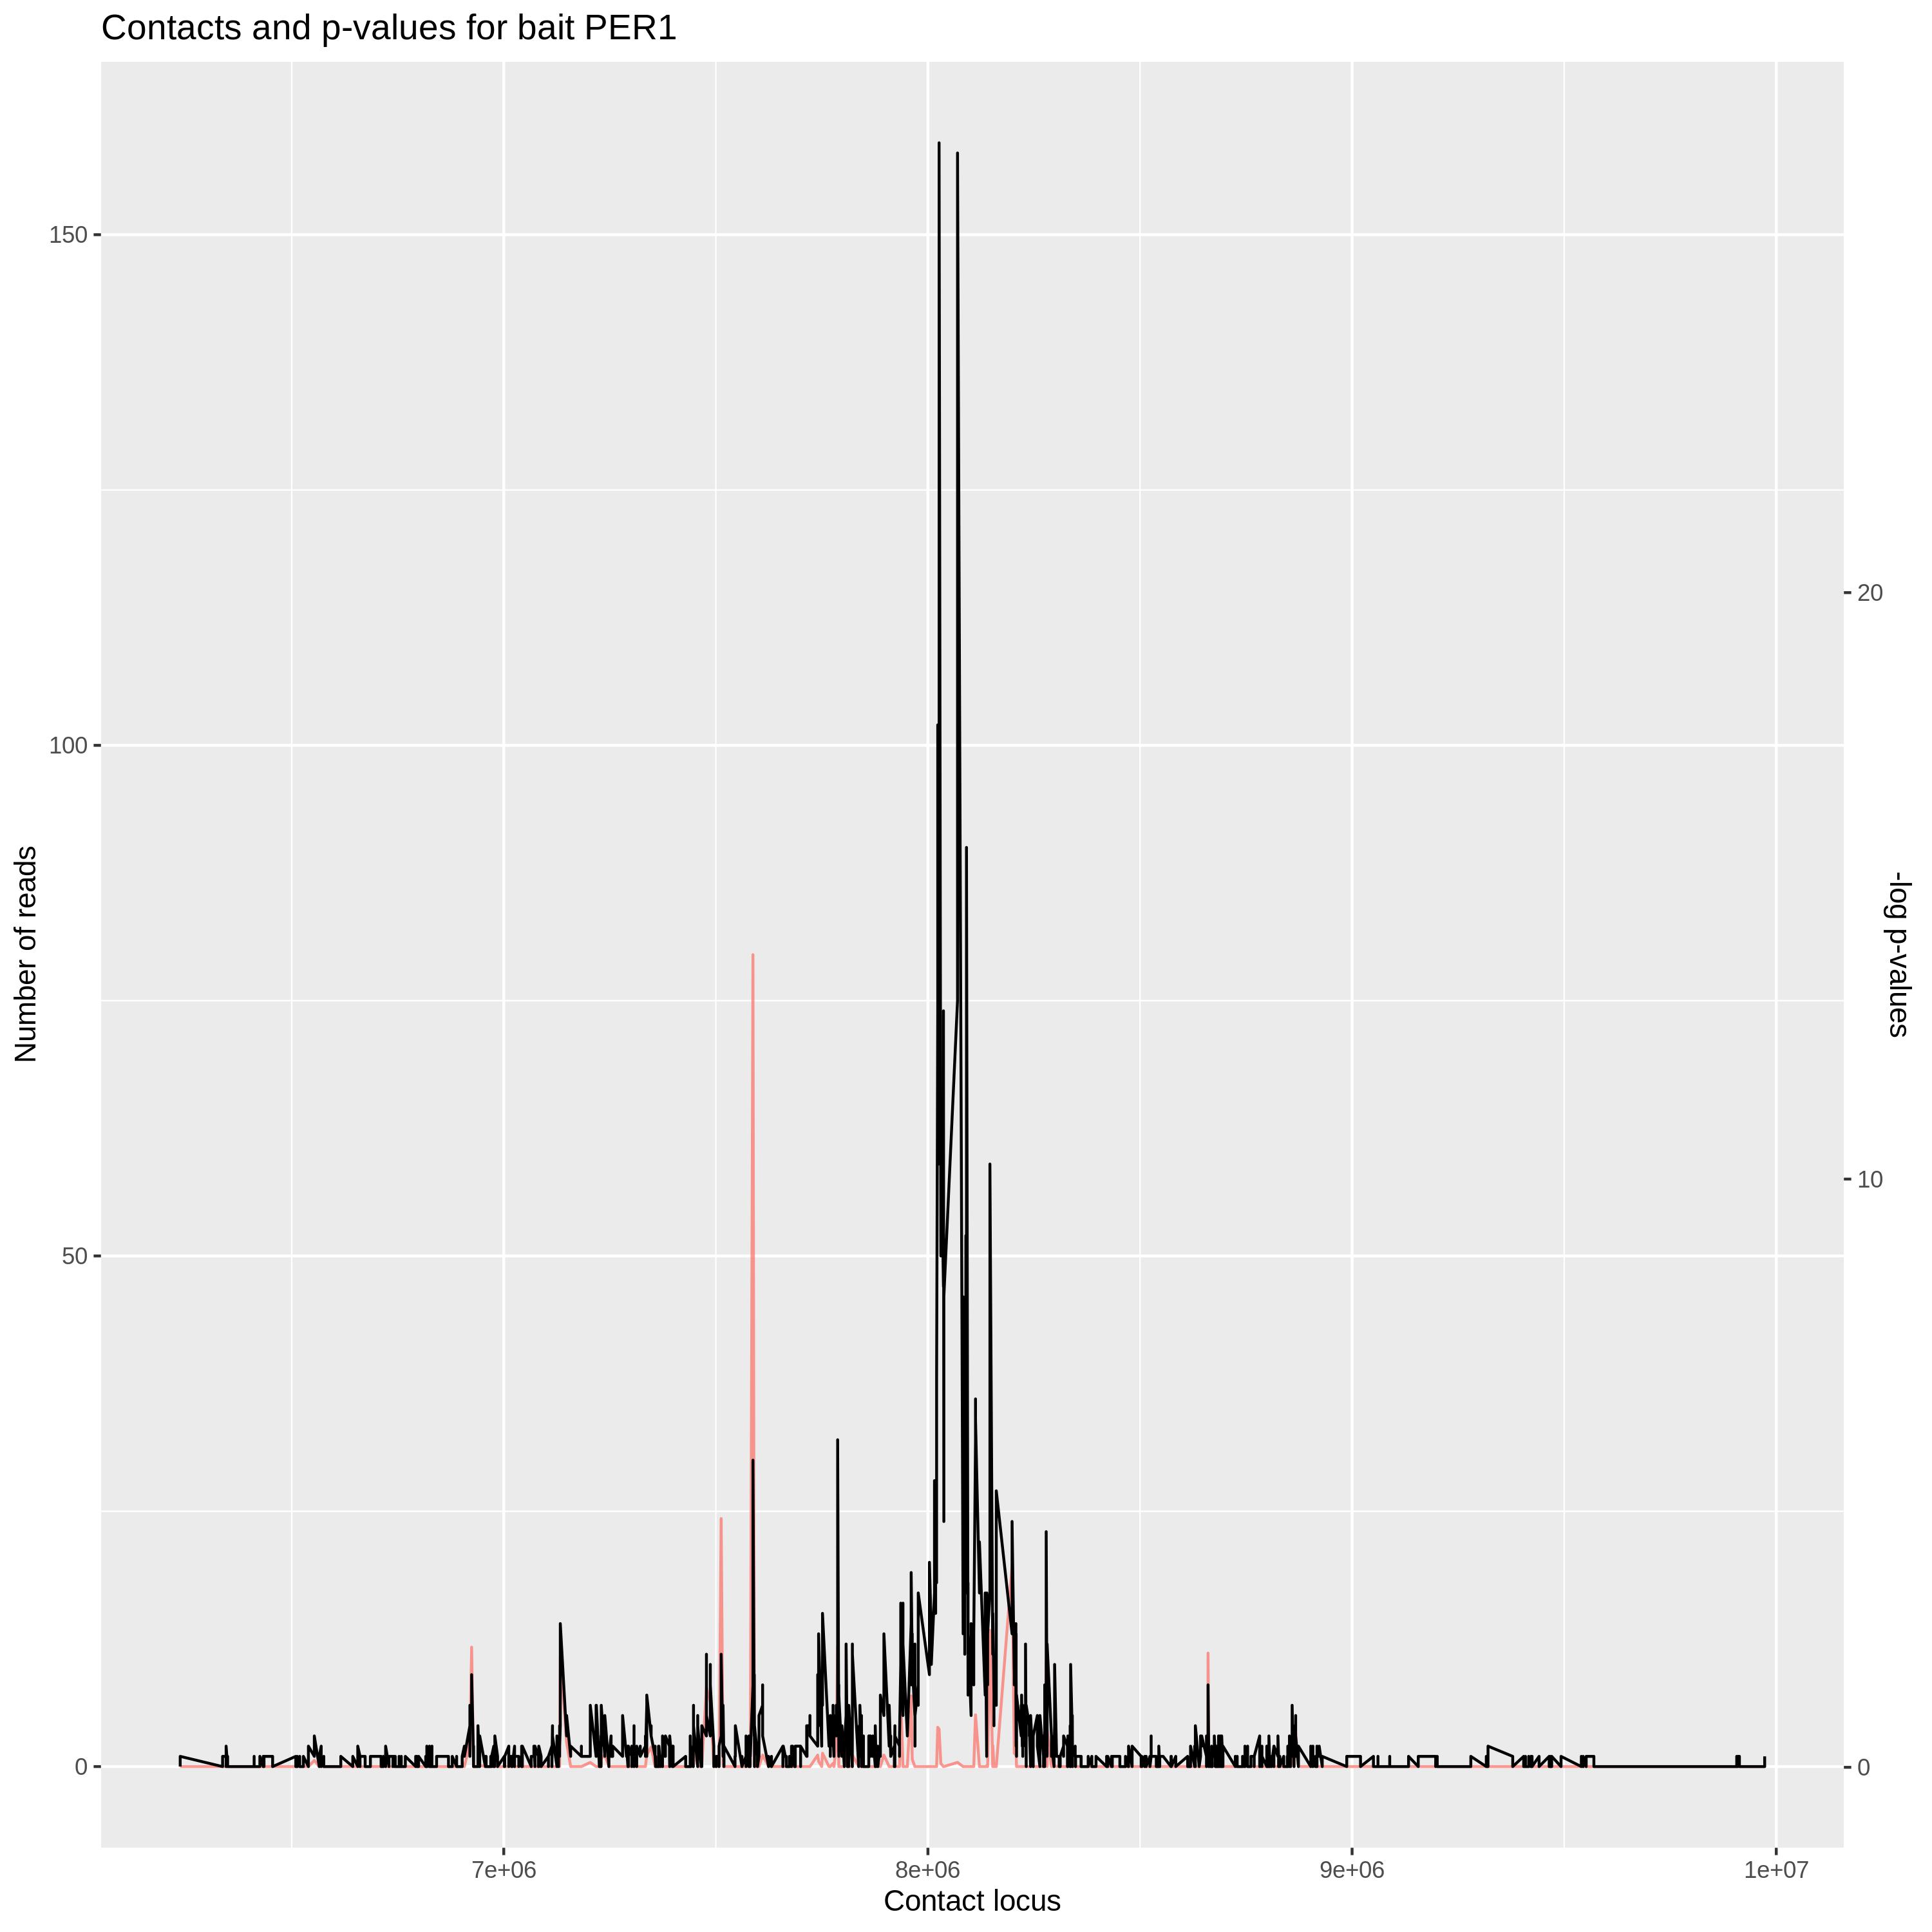 Contacts and p-values for bait PER1
Number of reads
150
100
50
0
20
10
0
-log p-values
7e+06
8e+06
9e+06
1e+07
Contact locus